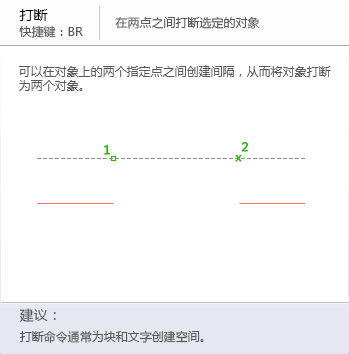 打断
快捷键：BR
在两点之间打断选定的对象
可以在对象上的两个指定点之间创建间隔，从而将对象打断
为两个对象。
1
2
建议：
打断命令通常为块和文字创建空间。